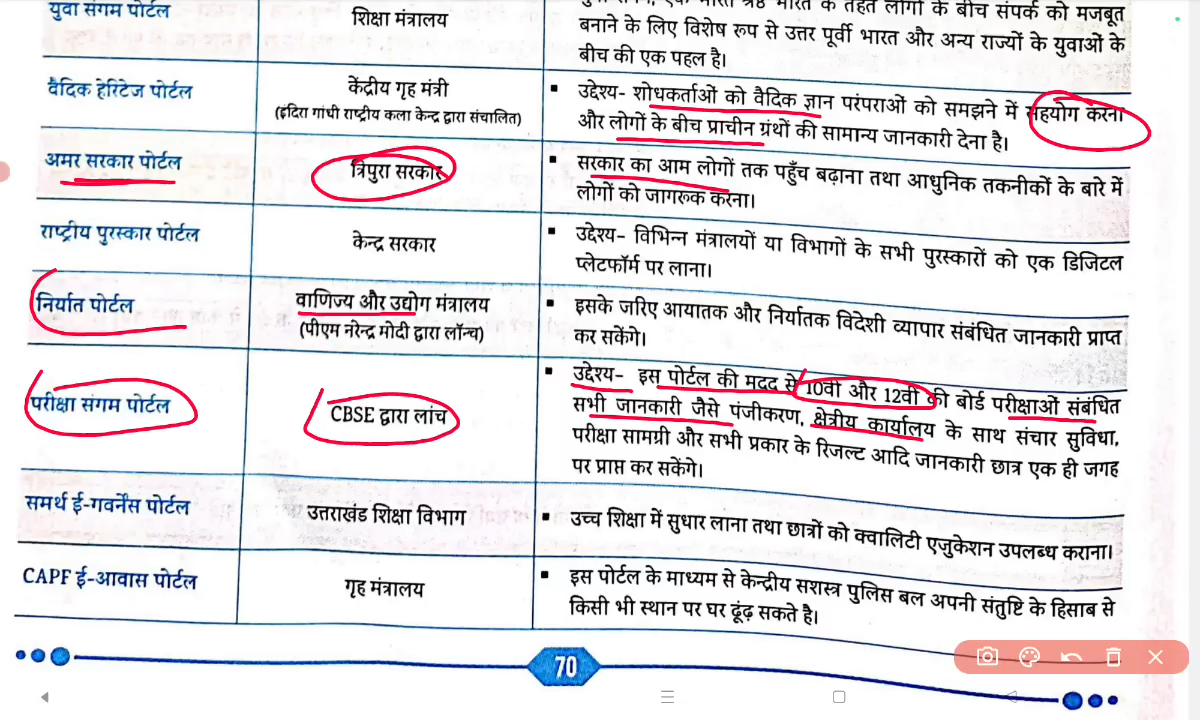 युवा संगम पोर्टल
शिक्षा मंत्रालय
के तहत लोगों के बीच संपर्क को मजबूत
बनाने के लिए विशेष रूप से उत्तर पूर्वी भारत और अन्य राज्यों के युवाओं के
बीच की एक पहल है।
वैदिक हेरिटेज पोर्टल
केंद्रीय गृह मंत्री
(इंदिरा गांधी राष्ट्रीय कला केन्द्र द्वारा संचालित)
▪ उद्देश्य- शोधकर्ताओं को वैदिक ज्ञान परंपराओं को समझने में सहयोग करना
और लोगों के बीच प्राचीन ग्रंथों की सामान्य जानकारी देना है।
अमर सरकार पोर्टल
त्रिपुरा सरकार
▪ सरकार का आम लोगों तक पहुँच बढ़ाना तथा आधुनिक तकनीकों के बारे में
लोगों को जागरुक करना।
राष्ट्रीय पुरस्कार पोर्टल
केन्द्र सरकार
▪ उद्देश्य- विभिन्न मंत्रालयों या विभागों के सभी पुरस्कारों को एक डिजिटल
प्लेटफॉर्म पर लाना।
निर्यात पोर्टल
वाणिज्य और उद्योग मंत्रालय
(पीएम नरेन्द्र मोदी द्वारा लॉन्च)
▪ इसके जरिए आयातक और निर्यातक विदेशी व्यापार संबंधित जानकारी प्राप्त
कर सकेंगे।
परीक्षा संगम पोर्टल
CBSE द्वारा लांच
▪ उद्देश्य- इस पोर्टल की मदद से 10वी और 12वी की बोर्ड परीक्षाओं संबंधित
सभी जानकारी जैसे पंजीकरण, क्षेत्रीय कार्यालय के साथ संचार सुविधा,
परीक्षा सामग्री और सभी प्रकार के रिजल्ट आदि जानकारी छात्र एक ही जगह
पर प्राप्त कर सकेंगे।
समर्थ ई-गवर्नेंस पोर्टल
उत्तराखंड शिक्षा विभाग
▪ उच्च शिक्षा में सुधार लाना तथा छात्रों को क्वालिटी एजुकेशन उपलब्ध कराना।
CAPF ई-आवास पोर्टल
गृह मंत्रालय
▪ इस पोर्टल के माध्यम से केन्द्रीय सशस्त्र पुलिस बल अपनी संतुष्टि के हिसाब से
किसी भी स्थान पर घर ढूंढ़ सकते है।
70